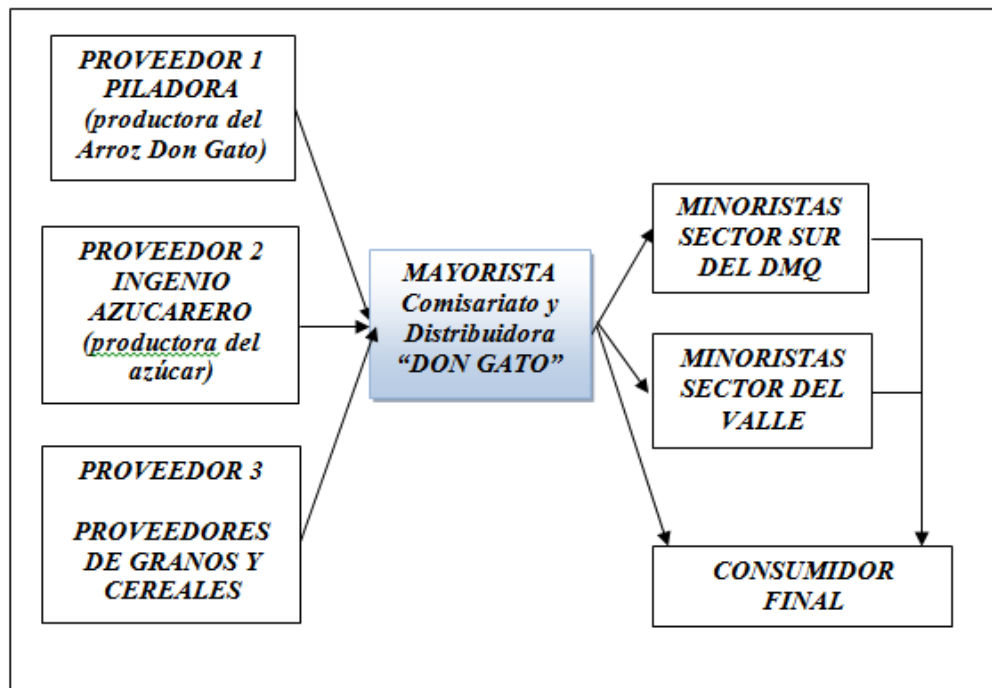 PROVEEDOR 1
PILADORA
(productora del
Arroz Don Gato)
PROVEEDOR 2
INGENIO
AZUCARERO
(productora del
azúcar)
PROVEEDOR 3
PROVEEDORES
DE GRANOS Y
CEREALES
MAYORISTA
Comisariato y
Distribuidora
“DON GATO”
MINORISTAS
SECTOR SUR
DEL DMQ
MINORISTAS
SECTOR DEL
VALLE
CONSUMIDOR
FINAL